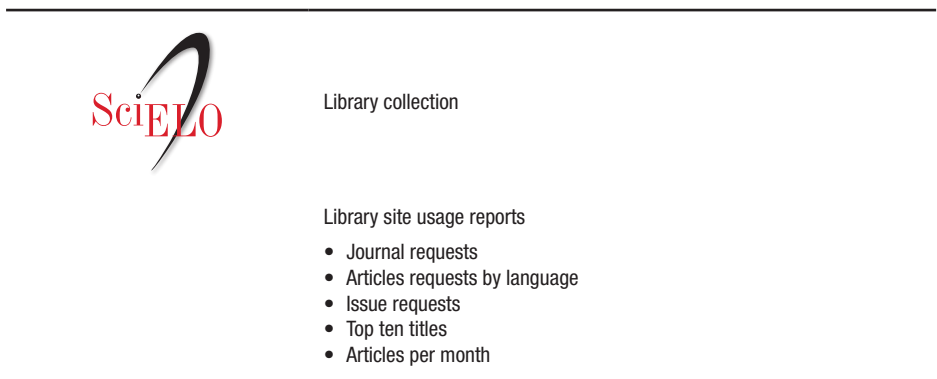 SciELO
Library collection
Library site usage reports
• Journal requests
• Articles requests by language
• Issue requests
• Top ten titles
• Articles per month